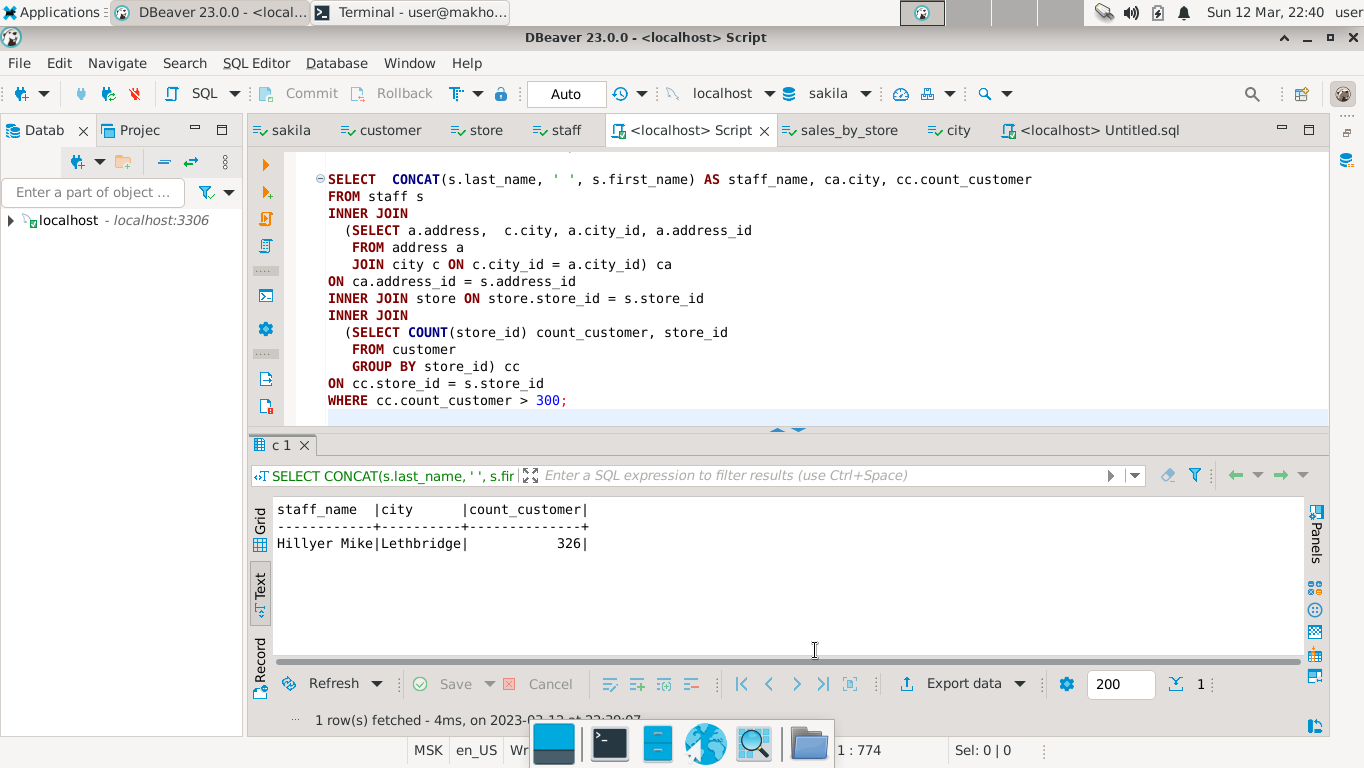 Applications
DBeaver 23.0.0 - <local...
Terminal - user@makho...
Sun 12 Mar, 22:40 user
DBeaver 23.0.0 - <localhost> Script
File Edit Navigate Search SQL Editor Database Window Help
SQL Commit Rollback Auto localhost sakila
Datab Projec
sakila customer store staff <localhost> Script sales_by_store city <localhost> Untitled.sql
Enter a part of object ...
localhost - localhost:3306
SELECT  CONCAT(s.last_name, ' ', s.first_name) AS staff_name, ca.city, cc.count_customer
FROM staff s
INNER JOIN
(SELECT a.address,  c.city, a.city_id, a.address_id
FROM address a
JOIN city c ON c.city_id = a.city_id) ca
ON ca.address_id = s.address_id
INNER JOIN store ON store.store_id = s.store_id
INNER JOIN
(SELECT COUNT(store_id) count_customer, store_id
FROM customer
GROUP BY store_id) cc
ON cc.store_id = s.store_id
WHERE cc.count_customer > 300;
c 1
SELECT CONCAT(s.last_name, ' ', s.fir
Enter a SQL expression to filter results (use Ctrl+Space)
Grid
Text
Record
staff_name  |city      |count_customer|
------------+----------+--------------+
Hillyer Mike|Lethbridge|           326|
Panels
Refresh Save Cancel Export data 200 1
1 row(s) fetched - 4ms, on 2023-03-12 at 22:39:07
MSK en_US Wr 1 : 774 Sel: 0 | 0